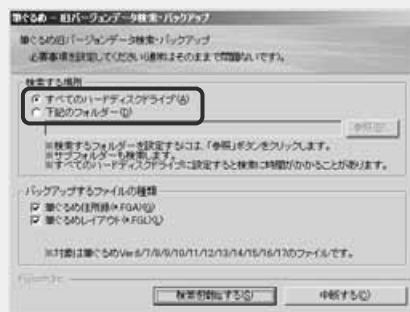 筆ぐるめ － 旧バージョンデータ検索・バックアップ
筆ぐるめ旧バージョンデータ検索・バックアップ
必要事項を設定してください(通常はそのままで問題ないです)。
検索する場所
すべてのハードディスクドライブ(A)
下記のフォルダー(D)
参照(E)...
※検索するフォルダーを設定するには、「参照」ボタンをクリックします。
※サブフォルダーも検索します。
※すべてのハードディスクドライブに設定すると検索に時間がかかることがあります。
バックアップするファイルの種類
筆ぐるめ住所録(*.FGA)(G)
筆ぐるめレイアウト(*.FGL)(L)
※対象は筆ぐるめVer.6/7/8/9/10/11/12/13/14/15/16/17のファイルです。
検索を開始する(S)
中断する(C)